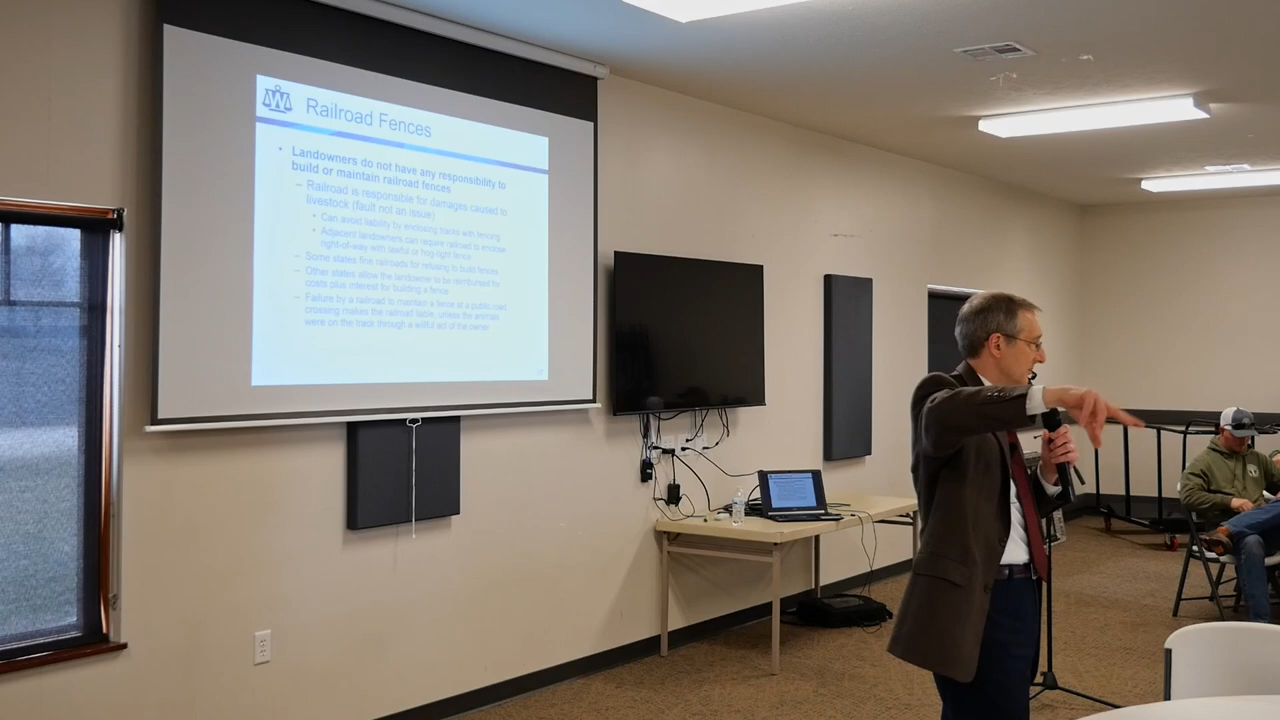 W
Railroad Fences
• Landowners do not have any responsibility to
build or maintain railroad fences
– Railroad is responsible for damages caused to
livestock (fault not an issue)
• Can avoid liability by enclosing tracks with fencing
• Adjacent landowners can require railroad to enclose
right-of-way with lawful or hog-tight fence
– Some states fine railroads for refusing to build fences
– Other states allow the landowner to be reimbursed for
costs plus interest for building a fence
– Failure by a railroad to maintain a fence at a public road
crossing makes the railroad liable, unless the animals
were on the track through a willful act of the owner